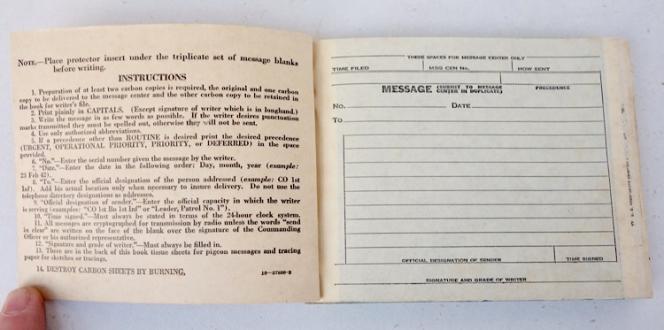 NOTE.—Place protector insert under the triplicate set of message blanks
before writing.
INSTRUCTIONS
1. Preparation of at least two carbon copies is required, the original and one carbon
copy to be delivered to the message center and the other carbon copy to be retained in
the book for writer's file.
2. Print plainly in CAPITALS. (Except signature of writer which is in longhand.)
3. Write the message in as few words as possible. If the writer desires punctuation
marks transmitted they must be spelled out, otherwise they will not be sent.
4. Use only authorized abbreviations.
5. If a precedence other than ROUTINE is desired print the desired precedence
(URGENT, OPERATIONAL PRIORITY, PRIORITY, or DEFERRED) in the space
provided.
6. "No."—Enter the serial number given the message by the writer.
7. "Date."—Enter the date in the following order: Day, month, year (example:
23 Feb 42).
8. "To."—Enter the official designation of the person addressed (example: CO 1st
Inf). Add his actual location only when necessary to insure delivery. Do not use the
telephone directory designations as addresses.
9. "Official designation of sender."—Enter the official capacity in which the writer
is serving (examples: "CO 1st Bn 1st Inf" or "Leader, Patrol No. 1").
10. "Time signed."—Must always be stated in terms of the 24-hour clock system.
11. All messages are cryptographed for transmission by radio unless the words "send
in clear" are written on the face of the blank over the signature of the Commanding
Officer or his authorized representative.
12. "Signature and grade of writer."—Must always be filled in.
13. There are in the back of this book tissue sheets for pigeon messages and tracing
paper for sketches or tracings.
14. DESTROY CARBON SHEETS BY BURNING.
THESE SPACES FOR MESSAGE CENTER ONLY
TIME FILED MSG CEN No. HOW SENT
MESSAGE (SUBMIT TO MESSAGE CENTER IN DUPLICATE) PRECEDENCE
No. DATE
To
OFFICIAL DESIGNATION OF SENDER TIME SIGNED
SIGNATURE AND GRADE OF WRITER